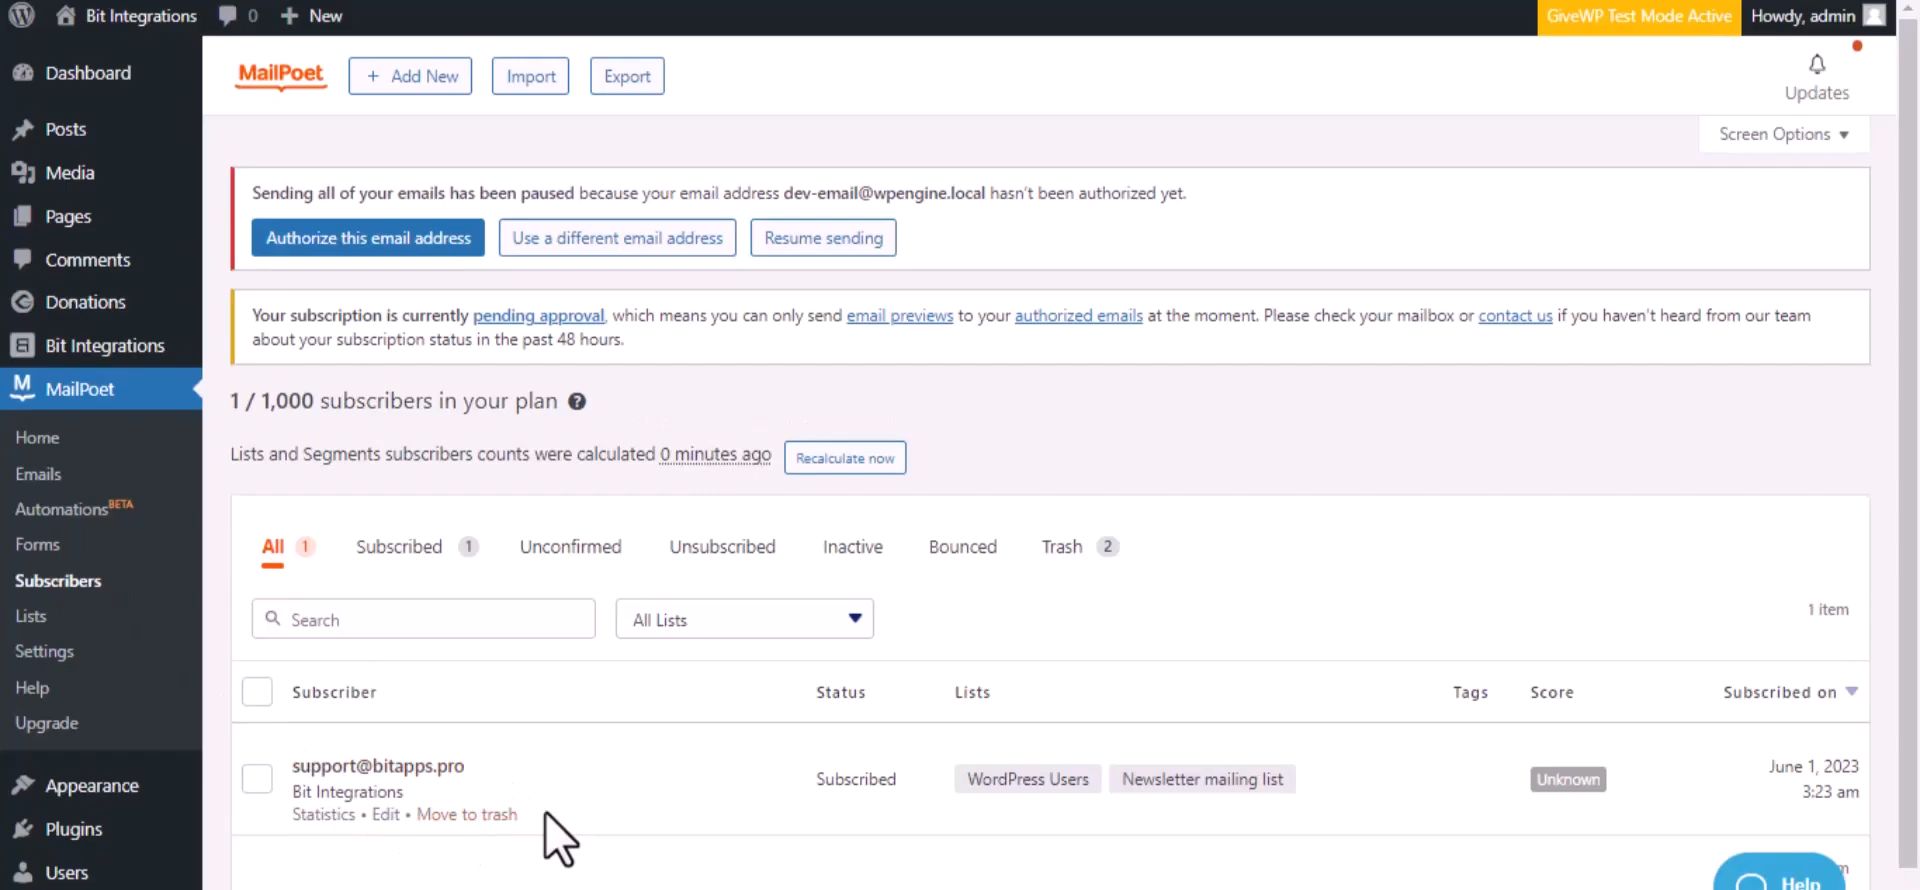 Bit Integrations 0 New GiveWP Test Mode Active Howdy, admin
Dashboard
Posts
Media
Pages
Comments
Donations
Bit Integrations
MailPoet
Home
Emails
Automations BETA
Forms
Subscribers
Lists
Settings
Help
Upgrade
Appearance
Plugins
Users
MailPoet + Add New Import Export
Updates
Screen Options
Sending all of your emails has been paused because your email address dev-email@wpengine.local hasn't been authorized yet.
Authorize this email address Use a different email address Resume sending
Your subscription is currently pending approval, which means you can only send email previews to your authorized emails at the moment. Please check your mailbox or contact us if you haven't heard from our team
about your subscription status in the past 48 hours.
1 / 1,000 subscribers in your plan ?
Lists and Segments subscribers counts were calculated 0 minutes ago Recalculate now
All 1 Subscribed 1 Unconfirmed Unsubscribed Inactive Bounced Trash 2
Search All Lists 1 item
Subscriber Status Lists Tags Score Subscribed on
support@bitapps.pro
Bit Integrations
Statistics • Edit • Move to trash
Subscribed WordPress Users Newsletter mailing list Unknown
June 1, 2023
3:23 am
Help